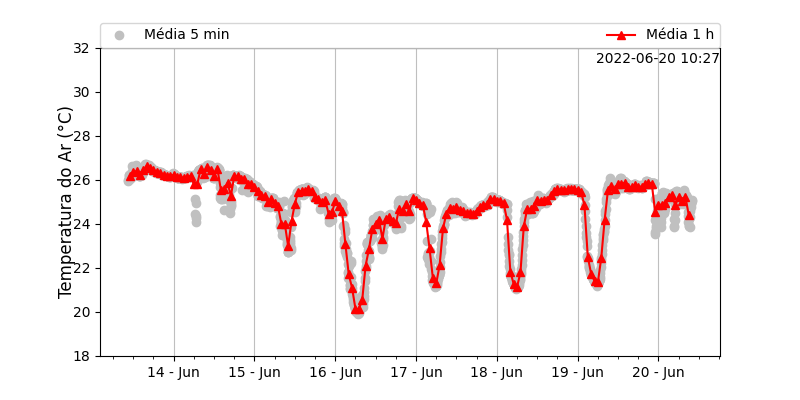 Média 5 min
Média 1 h
2022-06-20 10:27
Temperatura do Ar (°C)
32
30
28
26
24
22
20
18
14 - Jun
15 - Jun
16 - Jun
17 - Jun
18 - Jun
19 - Jun
20 - Jun